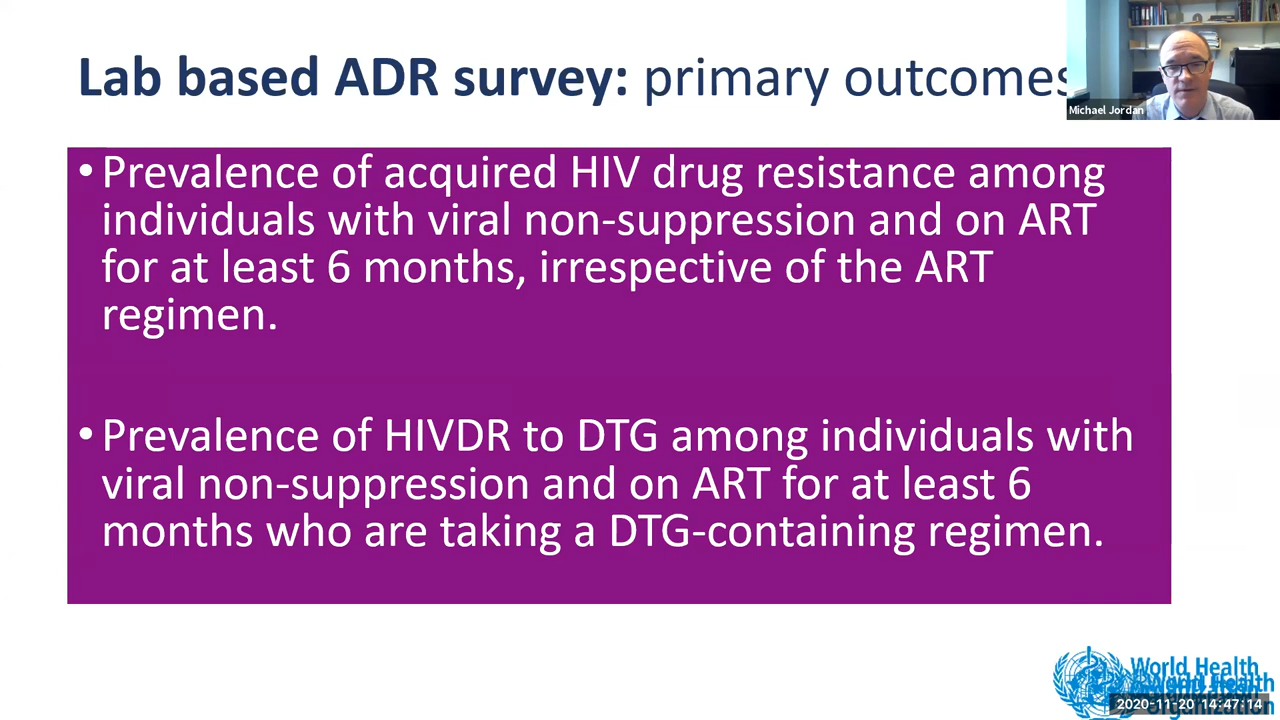 Lab based ADR survey: primary outcomes
Michael Jordan
• Prevalence of acquired HIV drug resistance among
individuals with viral non-suppression and on ART
for at least 6 months, irrespective of the ART
regimen.
• Prevalence of HIVDR to DTG among individuals with
viral non-suppression and on ART for at least 6
months who are taking a DTG-containing regimen.
World Health
World Health
Organization
2020-11-20 14:47:14